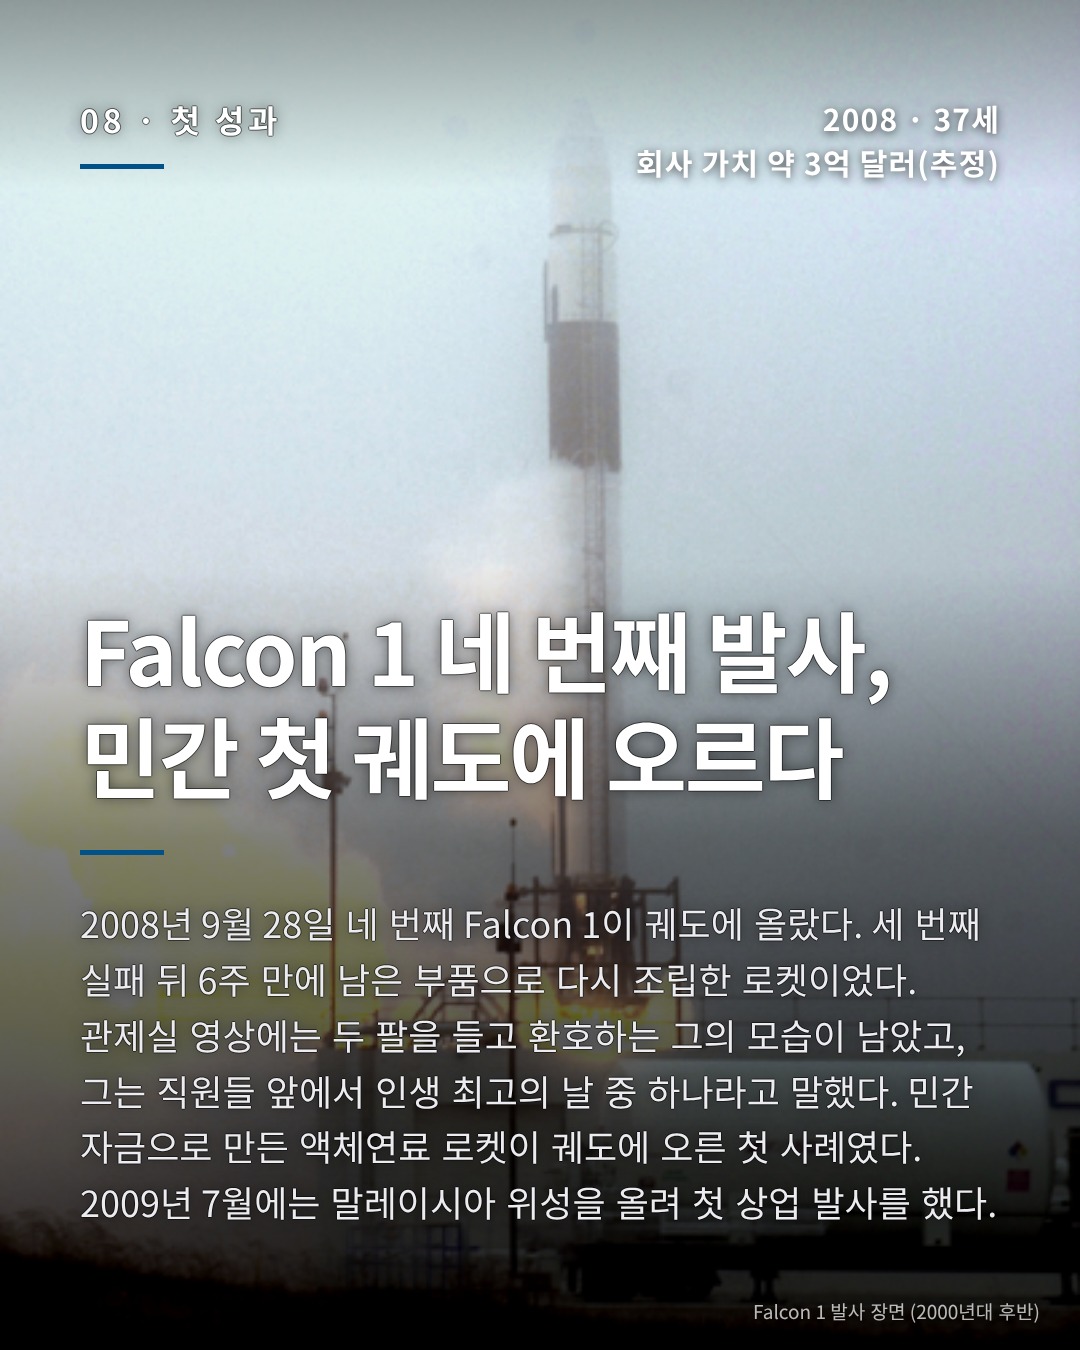 08 · 첫 성과
2008 · 37세
회사 가치 약 3억 달러(추정)
Falcon 1 네 번째 발사,
민간 첫 궤도에 오르다
2008년 9월 28일 네 번째 Falcon 1이 궤도에 올랐다. 세 번째
실패 뒤 6주 만에 남은 부품으로 다시 조립한 로켓이었다.
관제실 영상에는 두 팔을 들고 환호하는 그의 모습이 남았고,
그는 직원들 앞에서 인생 최고의 날 중 하나라고 말했다. 민간
자금으로 만든 액체연료 로켓이 궤도에 오른 첫 사례였다.
2009년 7월에는 말레이시아 위성을 올려 첫 상업 발사를 했다.
Falcon 1 발사 장면 (2000년대 후반)